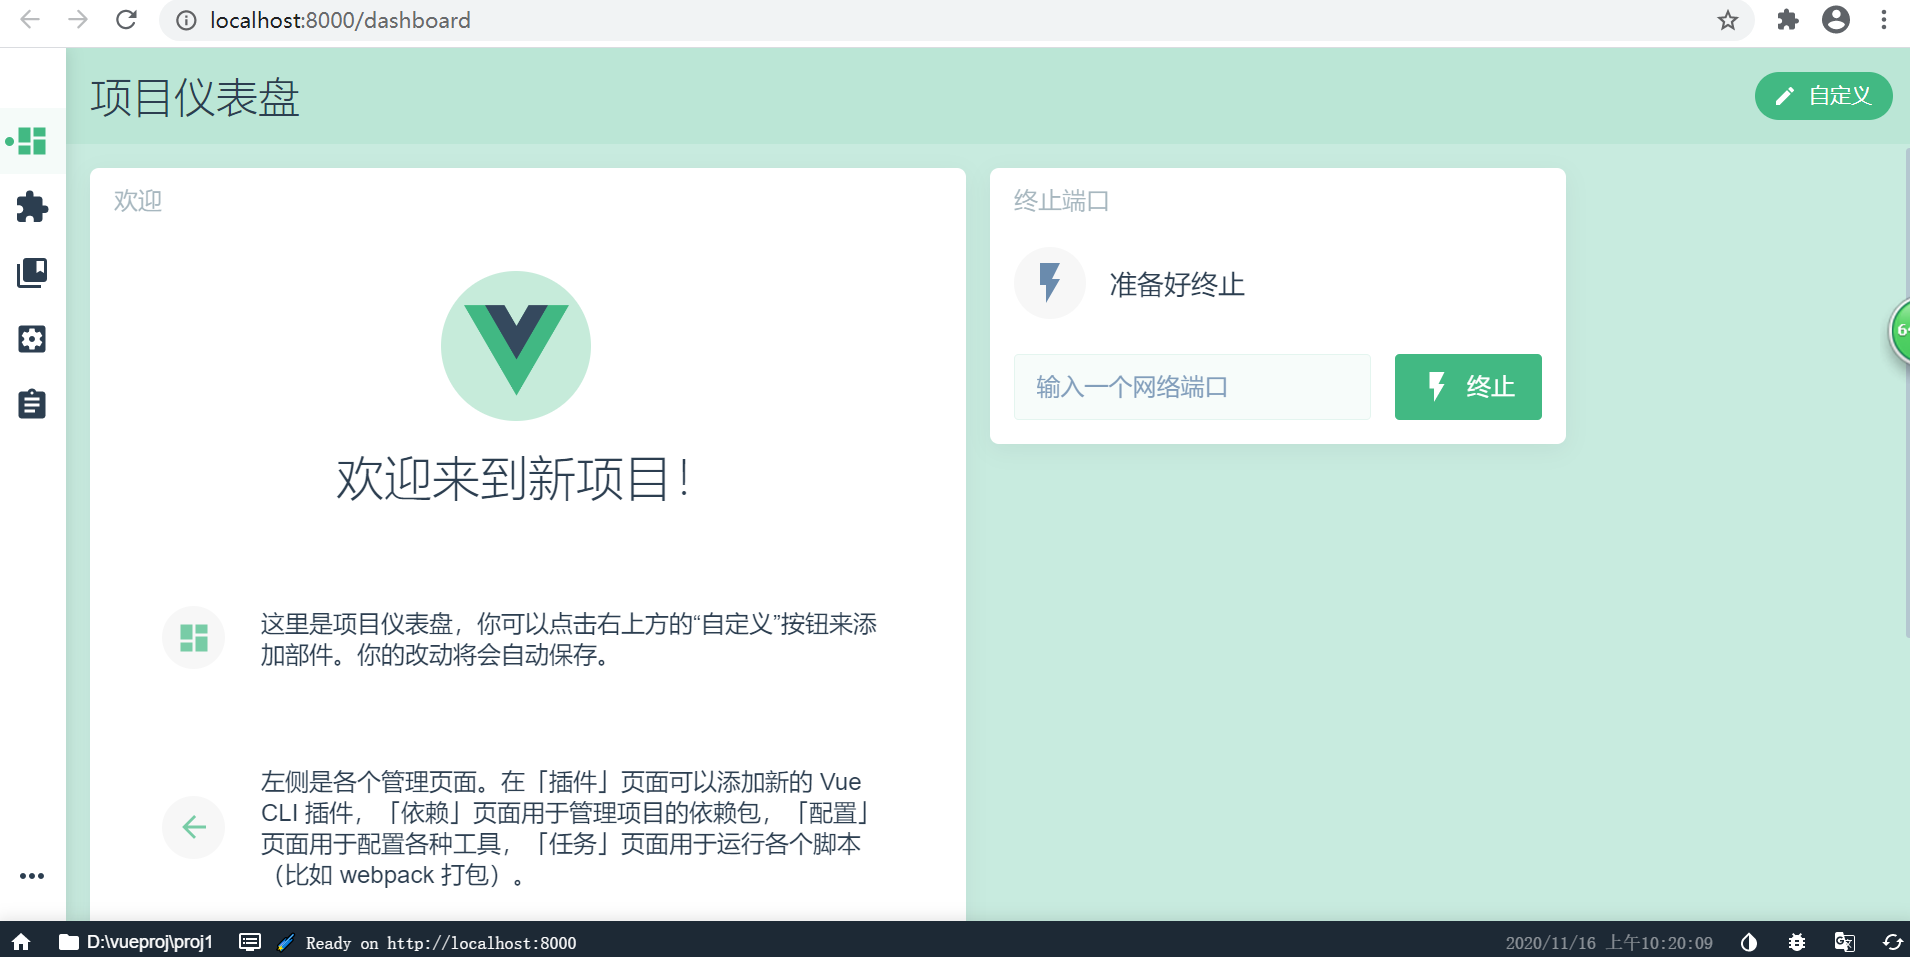 localhost:8000/dashboard
项目仪表盘
自定义
欢迎
欢迎来到新项目！
这里是项目仪表盘，你可以点击右上方的“自定义”按钮来添
加部件。你的改动将会自动保存。
左侧是各个管理页面。在「插件」页面可以添加新的 Vue
CLI 插件，「依赖」页面用于管理项目的依赖包，「配置」
页面用于配置各种工具，「任务」页面用于运行各个脚本
（比如 webpack 打包）。
终止端口
准备好终止
输入一个网络端口
终止
D:\vueproj\proj1
Ready on http://localhost:8000
2020/11/16 上午10:20:09